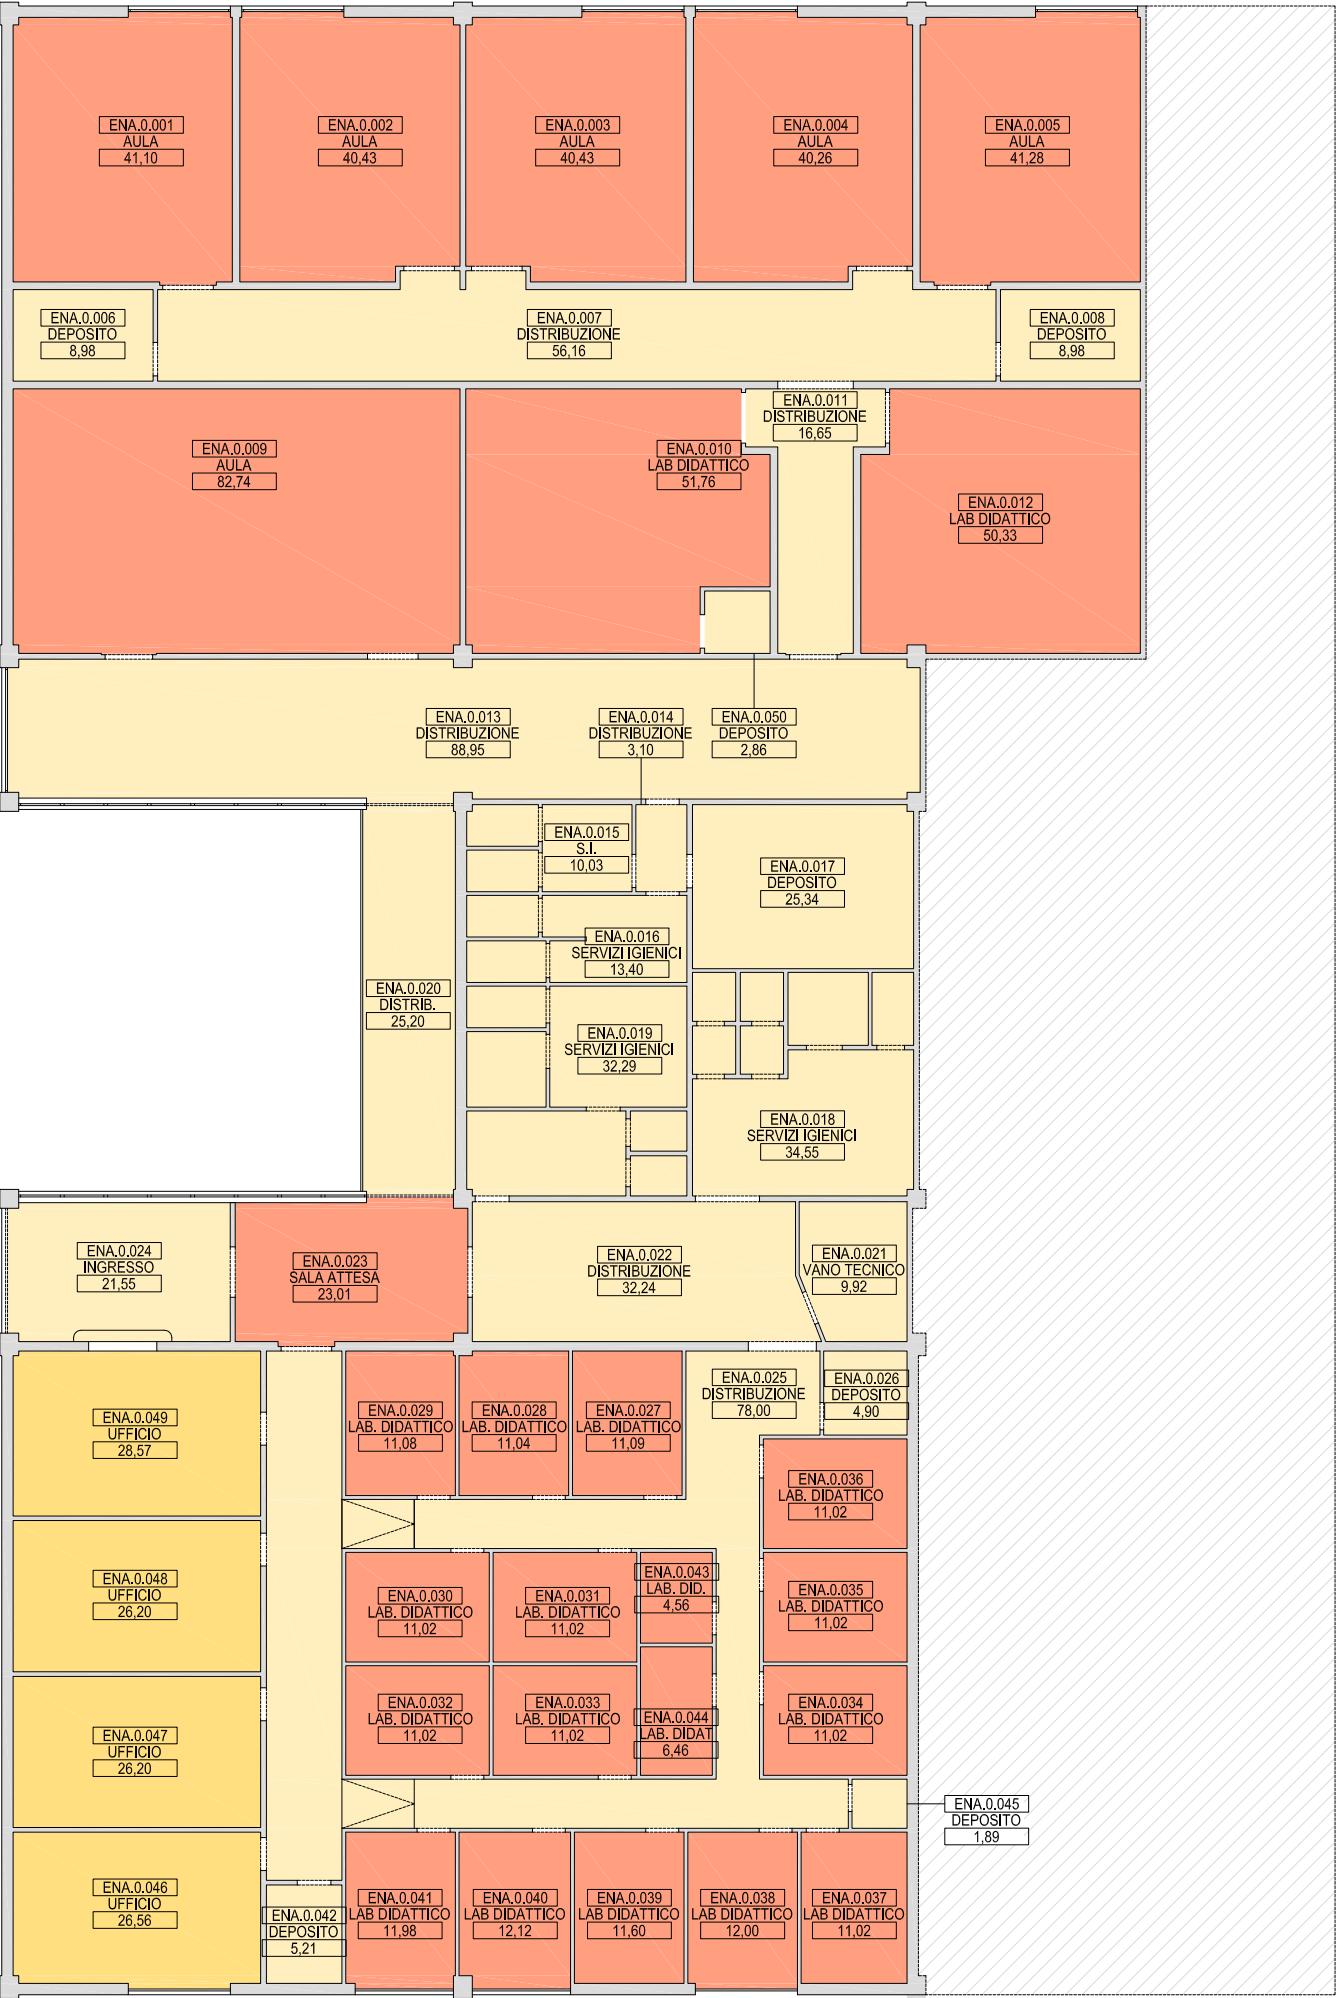 ENA.0.001
AULA
41,10
ENA.0.002
AULA
40,43
ENA.0.003
AULA
40,43
ENA.0.004
AULA
40,26
ENA.0.005
AULA
41,28
ENA.0.006
DEPOSITO
8,98
ENA.0.007
DISTRIBUZIONE
56,16
ENA.0.008
DEPOSITO
8,98
ENA.0.009
AULA
82,74
ENA.0.010
LAB DIDATTICO
51,76
ENA.0.011
DISTRIBUZIONE
16,65
ENA.0.012
LAB DIDATTICO
50,33
ENA.0.013
DISTRIBUZIONE
88,95
ENA.0.014
DISTRIBUZIONE
3,10
ENA.0.050
DEPOSITO
2,86
ENA.0.015
S.I.
10,03
ENA.0.017
DEPOSITO
25,34
ENA.0.016
SERVIZI IGIENICI
13,40
ENA.0.020
DISTRIB.
25,20
ENA.0.019
SERVIZI IGIENICI
32,29
ENA.0.018
SERVIZI IGIENICI
34,55
ENA.0.024
INGRESSO
21,55
ENA.0.023
SALA ATTESA
23,01
ENA.0.022
DISTRIBUZIONE
32,24
ENA.0.021
VANO TECNICO
9,92
ENA.0.049
UFFICIO
28,57
ENA.0.029
LAB. DIDATTICO
11,08
ENA.0.028
LAB. DIDATTICO
11,04
ENA.0.027
LAB. DIDATTICO
11,09
ENA.0.025
DISTRIBUZIONE
78,00
ENA.0.026
DEPOSITO
4,90
ENA.0.036
LAB. DIDATTICO
11,02
ENA.0.048
UFFICIO
26,20
ENA.0.030
LAB. DIDATTICO
11,02
ENA.0.031
LAB. DIDATTICO
11,02
ENA.0.043
LAB. DID.
4,56
ENA.0.035
LAB. DIDATTICO
11,02
ENA.0.047
UFFICIO
26,20
ENA.0.032
LAB. DIDATTICO
11,02
ENA.0.033
LAB. DIDATTICO
11,02
ENA.0.044
LAB. DIDAT
6,46
ENA.0.034
LAB. DIDATTICO
11,02
ENA.0.045
DEPOSITO
1,89
ENA.0.046
UFFICIO
26,56
ENA.0.042
DEPOSITO
5,21
ENA.0.041
LAB DIDATTICO
11,98
ENA.0.040
LAB DIDATTICO
12,12
ENA.0.039
LAB DIDATTICO
11,60
ENA.0.038
LAB DIDATTICO
12,00
ENA.0.037
LAB DIDATTICO
11,02